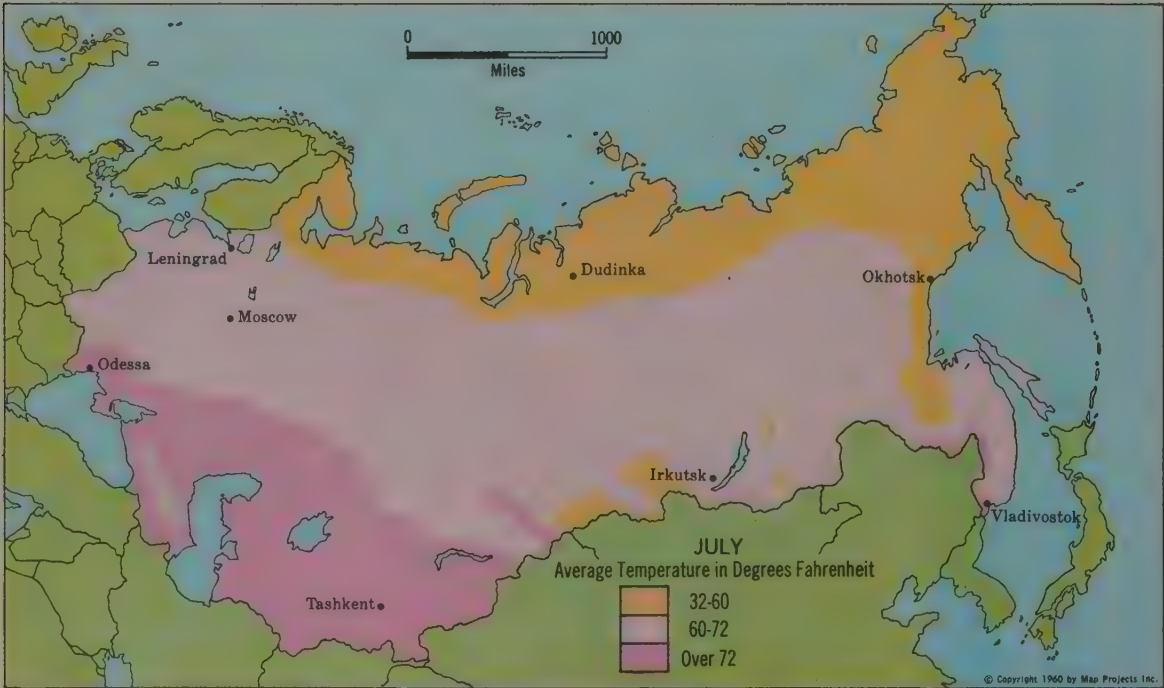 0 1000
Miles
Leningrad
Dudinka
Okhotsk
Moscow
Odessa
Irkutsk
Vladivostok
JULY
Average Temperature in Degrees Fahrenheit
32-60
60-72
Over 72
Tashkent
© Copyright 1960 by Map Projects Inc.